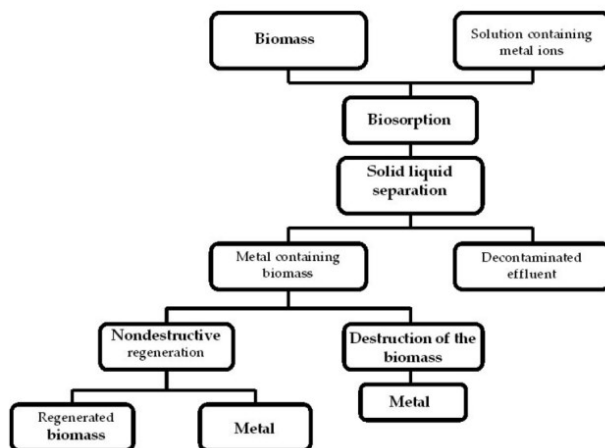 Biomass
Solution containing
metal ions
Biosorption
Solid liquid
separation
Metal containing
biomass
Decontaminated
effluent
Nondestructive
regeneration
Destruction of the
biomass
Regenerated
biomass
Metal
Metal